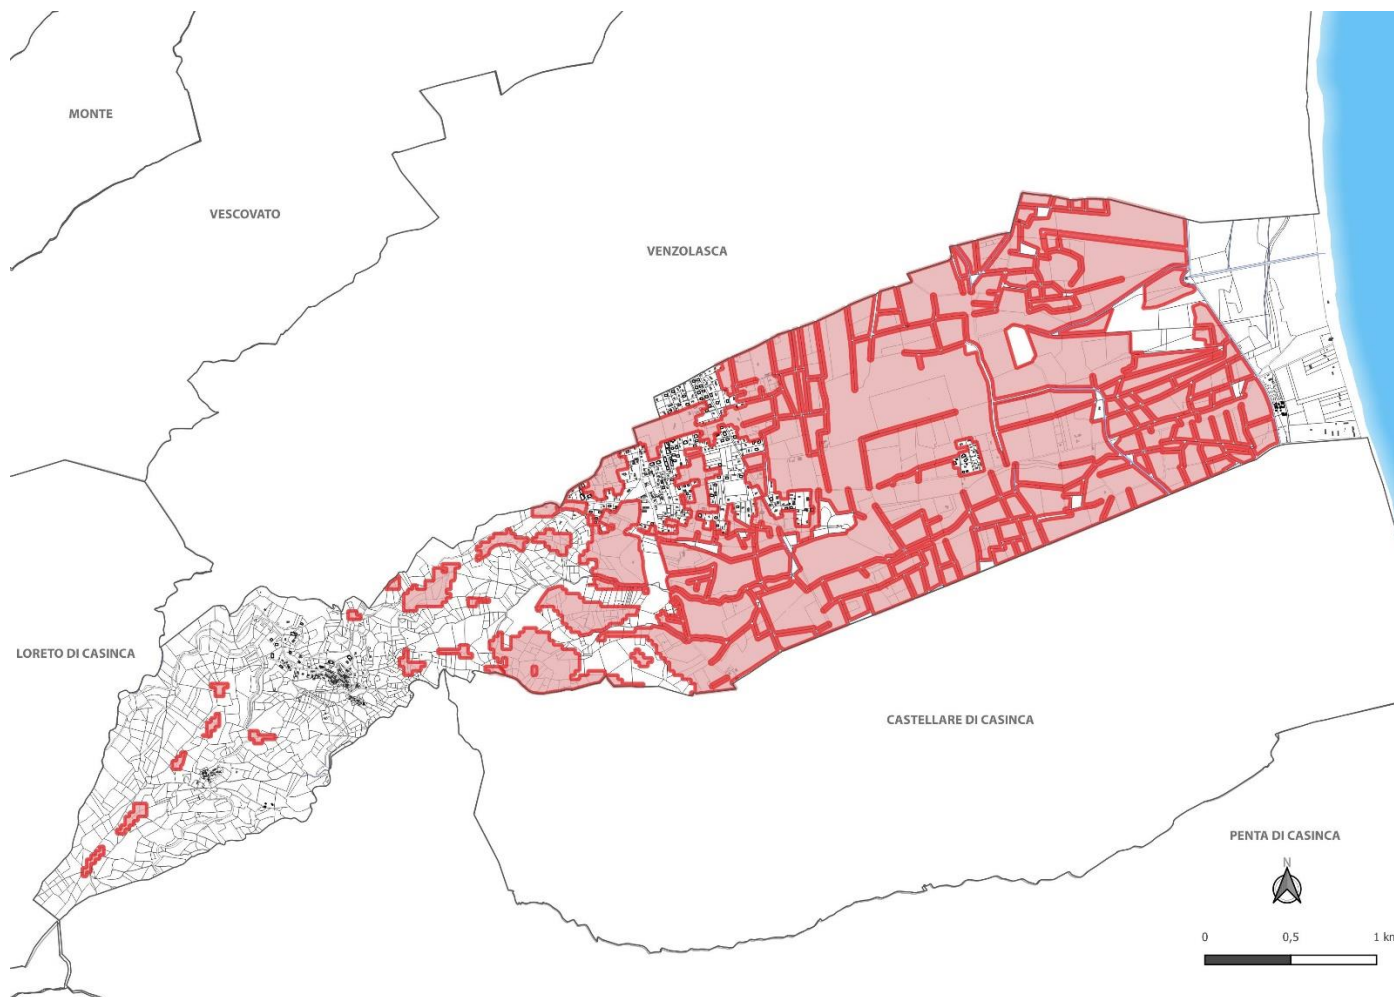 MONTE
VESCOVATO
VENZOLASCA
LORETO DI CASINCA
CASTELLARE DI CASINCA
PENTA DI CASINCA
N
0 0,5 1 km